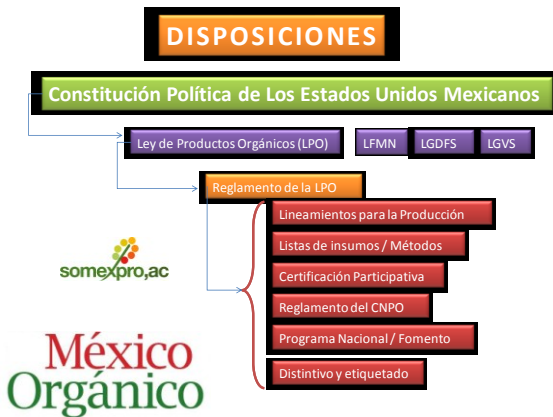 DISPOSICIONES
Constitución Política de Los Estados Unidos Mexicanos
Ley de Productos Orgánicos (LPO)
LFMN
LGDFS
LGVS
Reglamento de la LPO
Lineamientos para la Producción
Listas de insumos / Métodos
Certificación Participativa
Reglamento del CNPO
Programa Nacional / Fomento
Distintivo y etiquetado
somexpro,ac
México
Orgánico